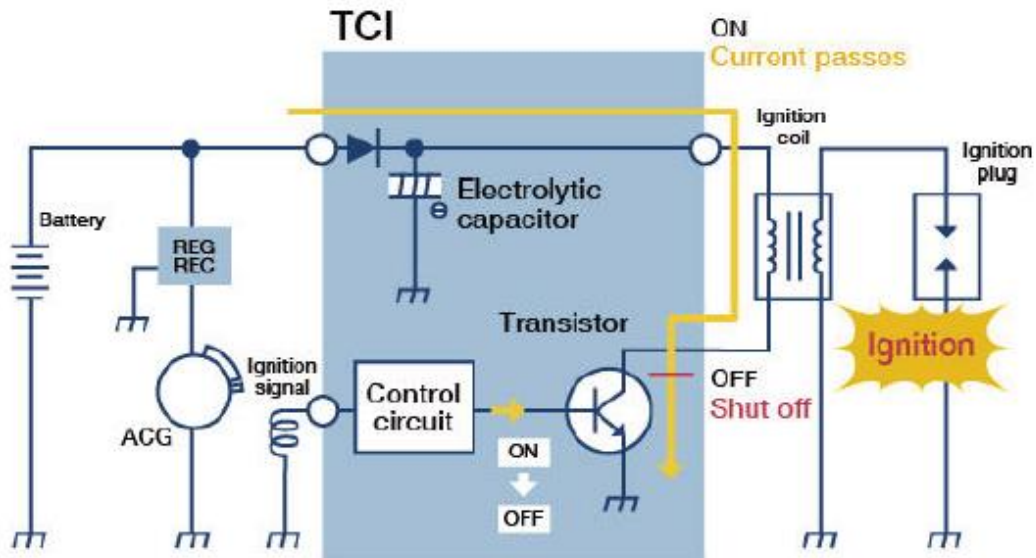 TCI
ON
Current passes
Ignition
coil
Ignition
plug
Battery
Electrolytic
capacitor
⊖
REG
REC
Transistor
Ignition
Ignition
signal
Control
circuit
OFF
Shut off
ACG
ON
OFF